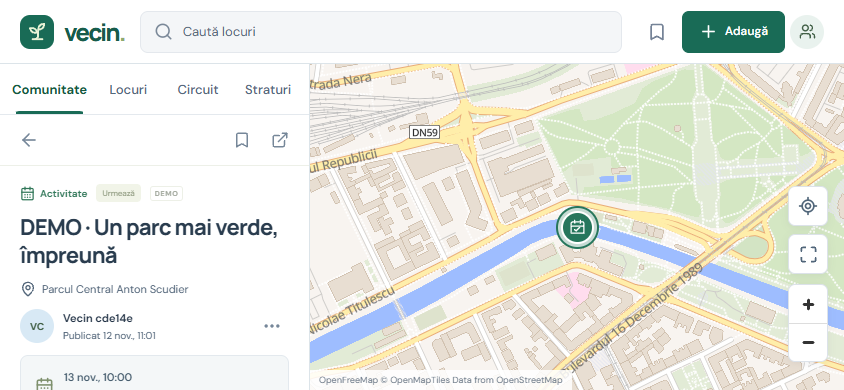 vecin.
Caută locuri
Adaugă
Comunitate
Locuri
Circuit
Straturi
Activitate
Urmează
DEMO
DEMO · Un parc mai verde,
împreună
Parcul Central Anton Scudier
VC
Vecin cde14e
Publicat 12 nov., 11:01
13 nov., 10:00
trada Nera
DN59
ul Republicii
Nicolae Titulescu
ulevardul 16 Decembrie 1989
OpenFreeMap © OpenMapTiles Data from OpenStreetMap